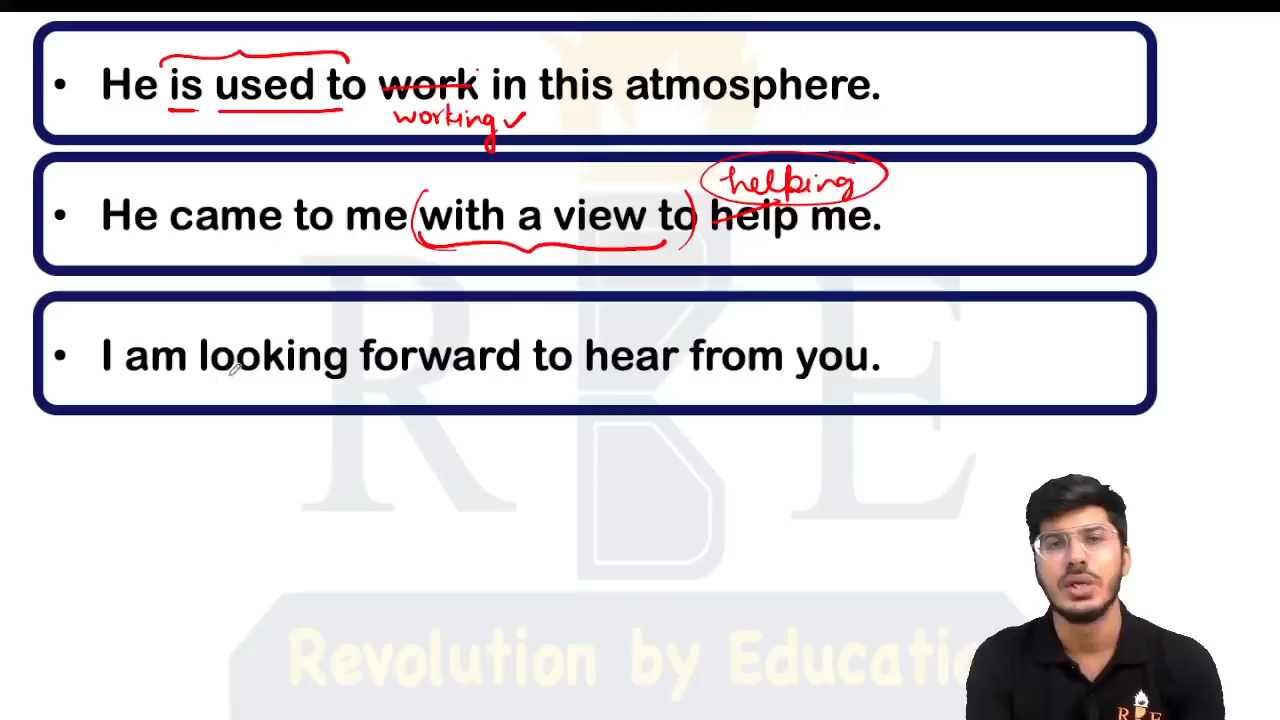 • He is used to work in this atmosphere.
working ✓
helping
• He came to me (with a view to) help me.
• I am looking forward to hear from you.
R B E
Revolution by Educatio
R B E